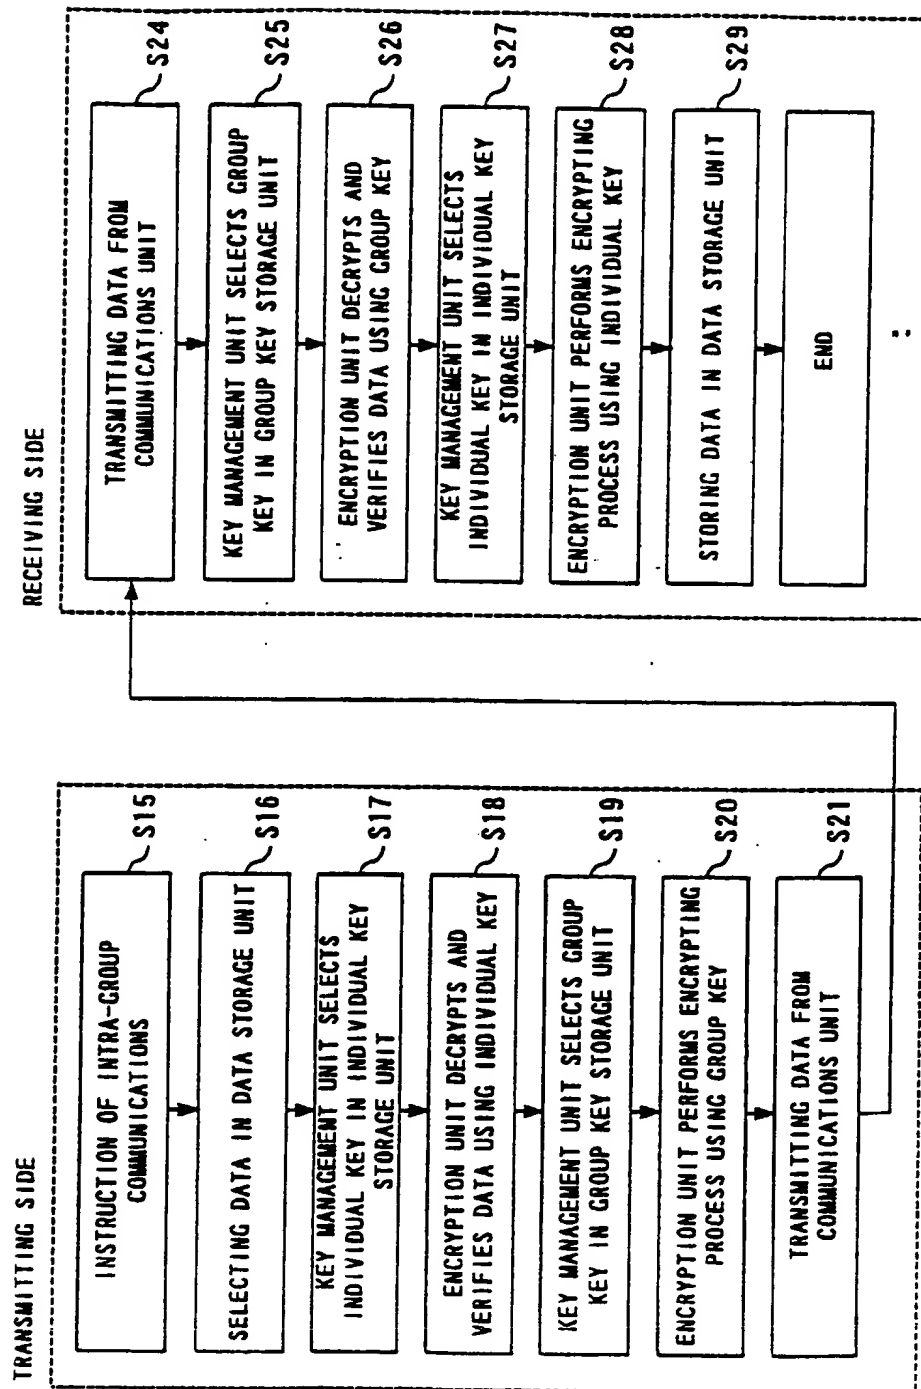 TRANSMITTING SIDE
INSTRUCTION OF INTRA-GROUP
COMMUNICATIONS
S15
SELECTING DATA IN DATA STORAGE UNIT
S16
KEY MANAGEMENT UNIT SELECTS
INDIVIDUAL KEY IN INDIVIDUAL KEY
STORAGE UNIT
S17
ENCRYPTION UNIT DECRYPTS AND
VERIFIES DATA USING INDIVIDUAL KEY
S18
KEY MANAGEMENT UNIT SELECTS GROUP
KEY IN GROUP KEY STORAGE UNIT
S19
ENCRYPTION UNIT PERFORMS ENCRYPTING
PROCESS USING GROUP KEY
S20
TRANSMITTING DATA FROM
COMMUNICATIONS UNIT
S21
RECEIVING SIDE
TRANSMITTING DATA FROM
COMMUNICATIONS UNIT
S24
KEY MANAGEMENT UNIT SELECTS GROUP
KEY IN GROUP KEY STORAGE UNIT
S25
ENCRYPTION UNIT DECRYPTS AND
VERIFIES DATA USING GROUP KEY
S26
KEY MANAGEMENT UNIT SELECTS
INDIVIDUAL KEY IN INDIVIDUAL KEY
STORAGE UNIT
S27
ENCRYPTION UNIT PERFORMS ENCRYPTING
PROCESS USING INDIVIDUAL KEY
S28
STORING DATA IN DATA STORAGE UNIT
S29
END